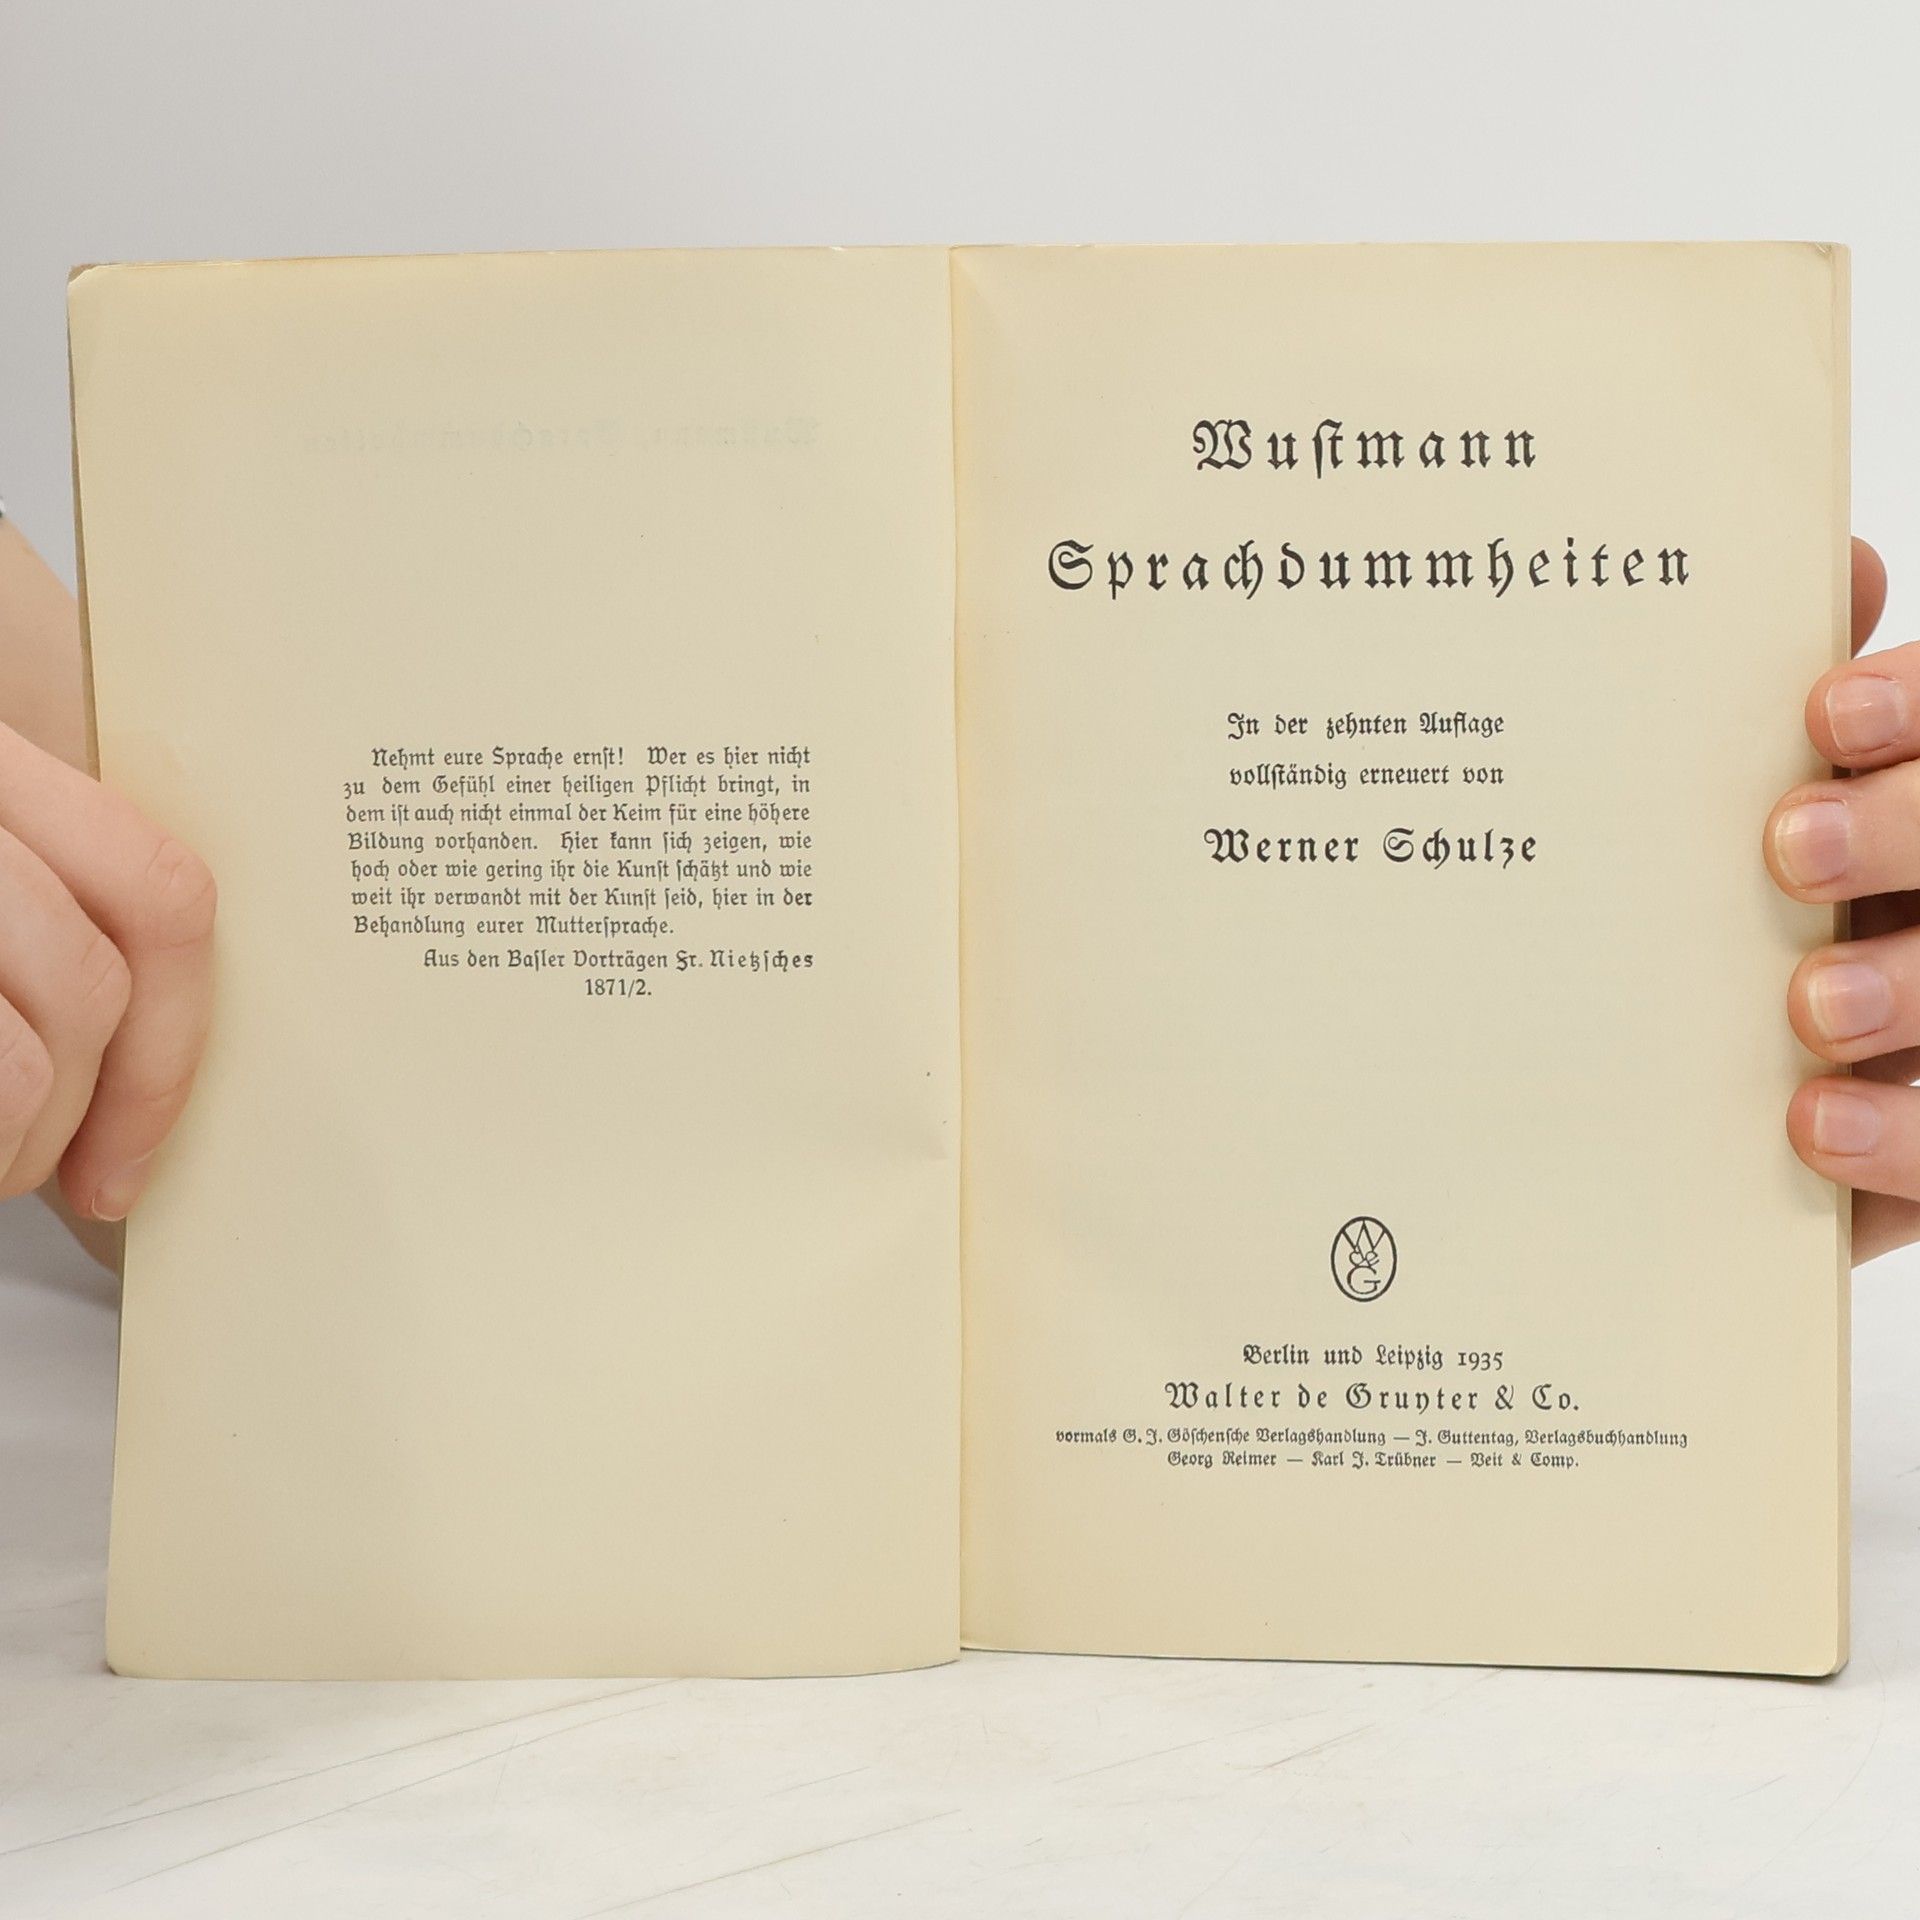 Nehmt eure Sprache ernſt! Wer es hier nicht
zu dem Gefühl einer heiligen Pflicht bringt, in
dem iſt auch nicht einmal der Keim für eine höhere
Bildung vorhanden. Hier kann ſich zeigen, wie
hoch oder wie gering ihr die Kunſt ſchätzt und wie
weit ihr verwandt mit der Kunſt ſeid, hier in der
Behandlung eurer Mutterſprache.
Aus den Baſler Vorträgen Fr. Nietzſches
1871/2.
Wuſtmann
Sprachdummheiten
In der zehnten Auflage
vollſtändig erneuert von
Werner Schulze
W de G
Berlin und Leipzig 1935
Walter de Gruyter & Co.
vormals G. J. Göſchenſche Verlagshandlung — J. Guttentag, Verlagsbuchhandlung
Georg Reimer — Karl J. Trübner — Veit & Comp.